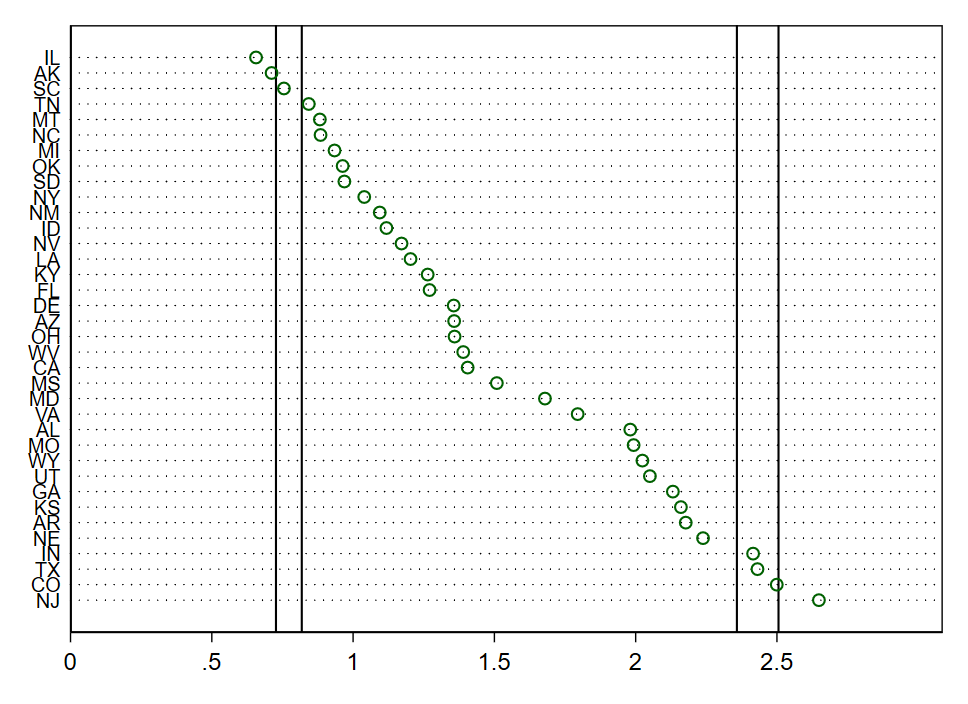 IL
AK
SC
TN
MT
NC
MI
OK
SD
NY
NM
ID
NV
LA
KY
FL
DE
AZ
OH
WV
CA
MS
MD
VA
AL
MO
WY
UT
GA
KS
AR
NE
IN
TX
CO
NJ
0 .5 1 1.5 2 2.5